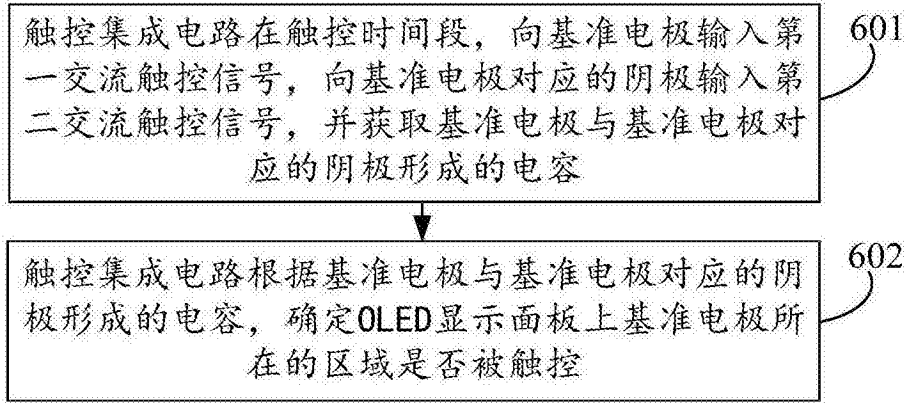 触控集成电路在触控时间段，向基准电极输入第
一交流触控信号，向基准电极对应的阴极输入第
二交流触控信号，并获取基准电极与基准电极对
应的阴极形成的电容
601
触控集成电路根据基准电极与基准电极对应的阴
极形成的电容，确定OLED显示面板上基准电极所
在的区域是否被触控
602